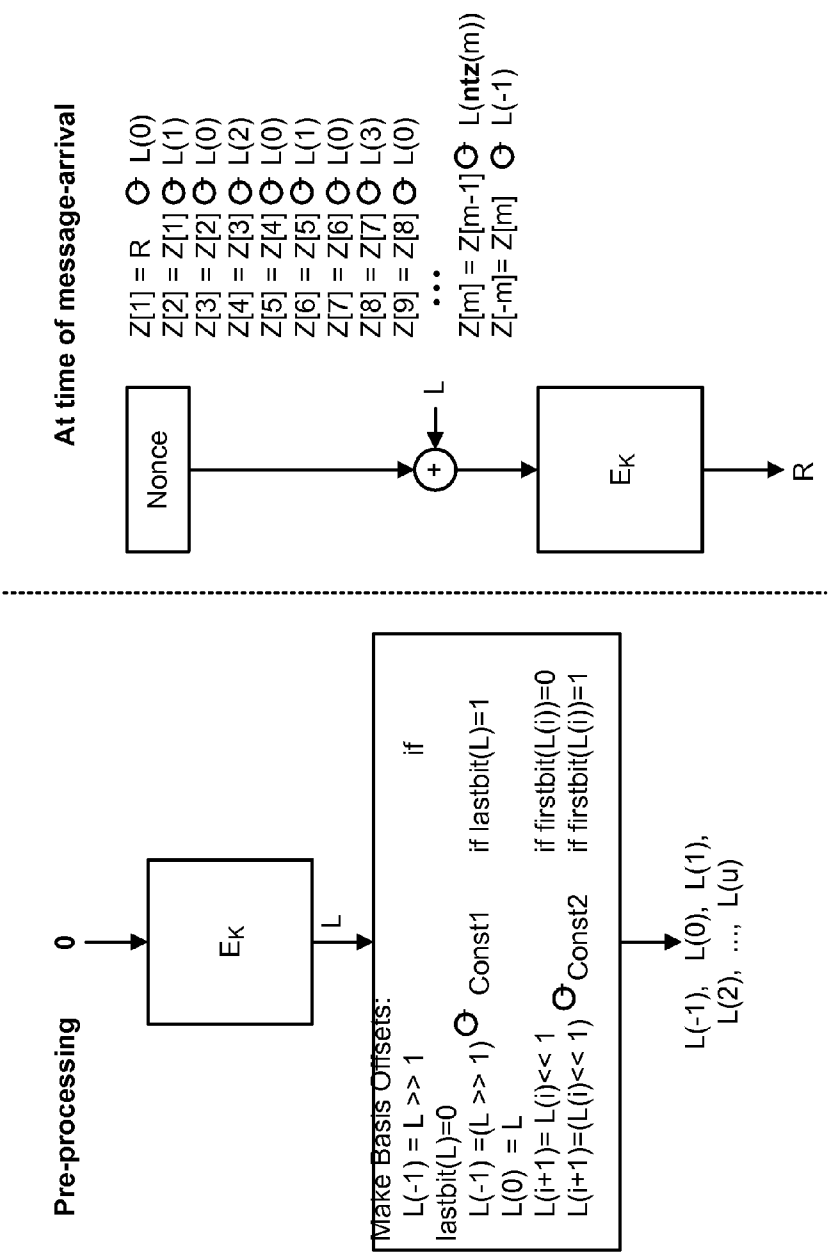 Pre-processing
0
E_K
L
Make Basis Offsets:
L(-1) = L >> 1 if
lastbit(L)=0
L(-1) =(L >> 1) ⊕ Const1 if lastbit(L)=1
L(0) = L
L(i+1)= L(i)<< 1 if firstbit(L(i))=0
L(i+1)=(L(i)<< 1) ⊕ Const2 if firstbit(L(i))=1
L(-1), L(0), L(1),
L(2), ..., L(u)
At time of message-arrival
Nonce
+
L
E_K
R
Z[1] = R ⊕ L(0)
Z[2] = Z[1] ⊕ L(1)
Z[3] = Z[2] ⊕ L(0)
Z[4] = Z[3] ⊕ L(2)
Z[5] = Z[4] ⊕ L(0)
Z[6] = Z[5] ⊕ L(1)
Z[7] = Z[6] ⊕ L(0)
Z[8] = Z[7] ⊕ L(3)
Z[9] = Z[8] ⊕ L(0)
•••
Z[m] = Z[m-1] ⊕ L(ntz(m))
Z[-m]= Z[m] ⊕ L(-1)